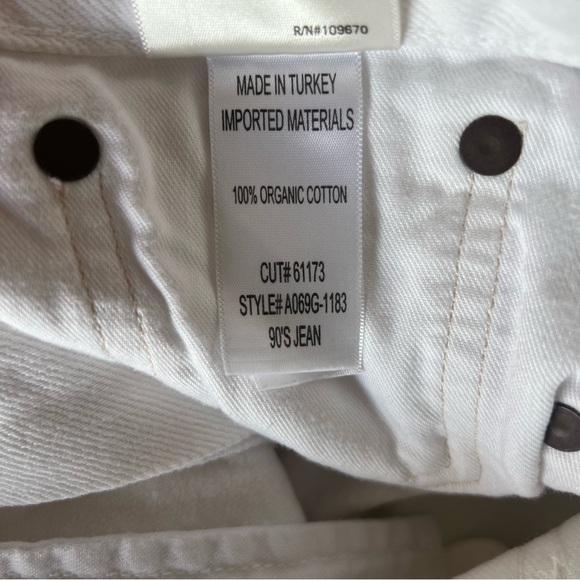 R/N#109670
MADE IN TURKEY
IMPORTED MATERIALS
100% ORGANIC COTTON
CUT# 61173
STYLE# A069G-1183
90'S JEAN